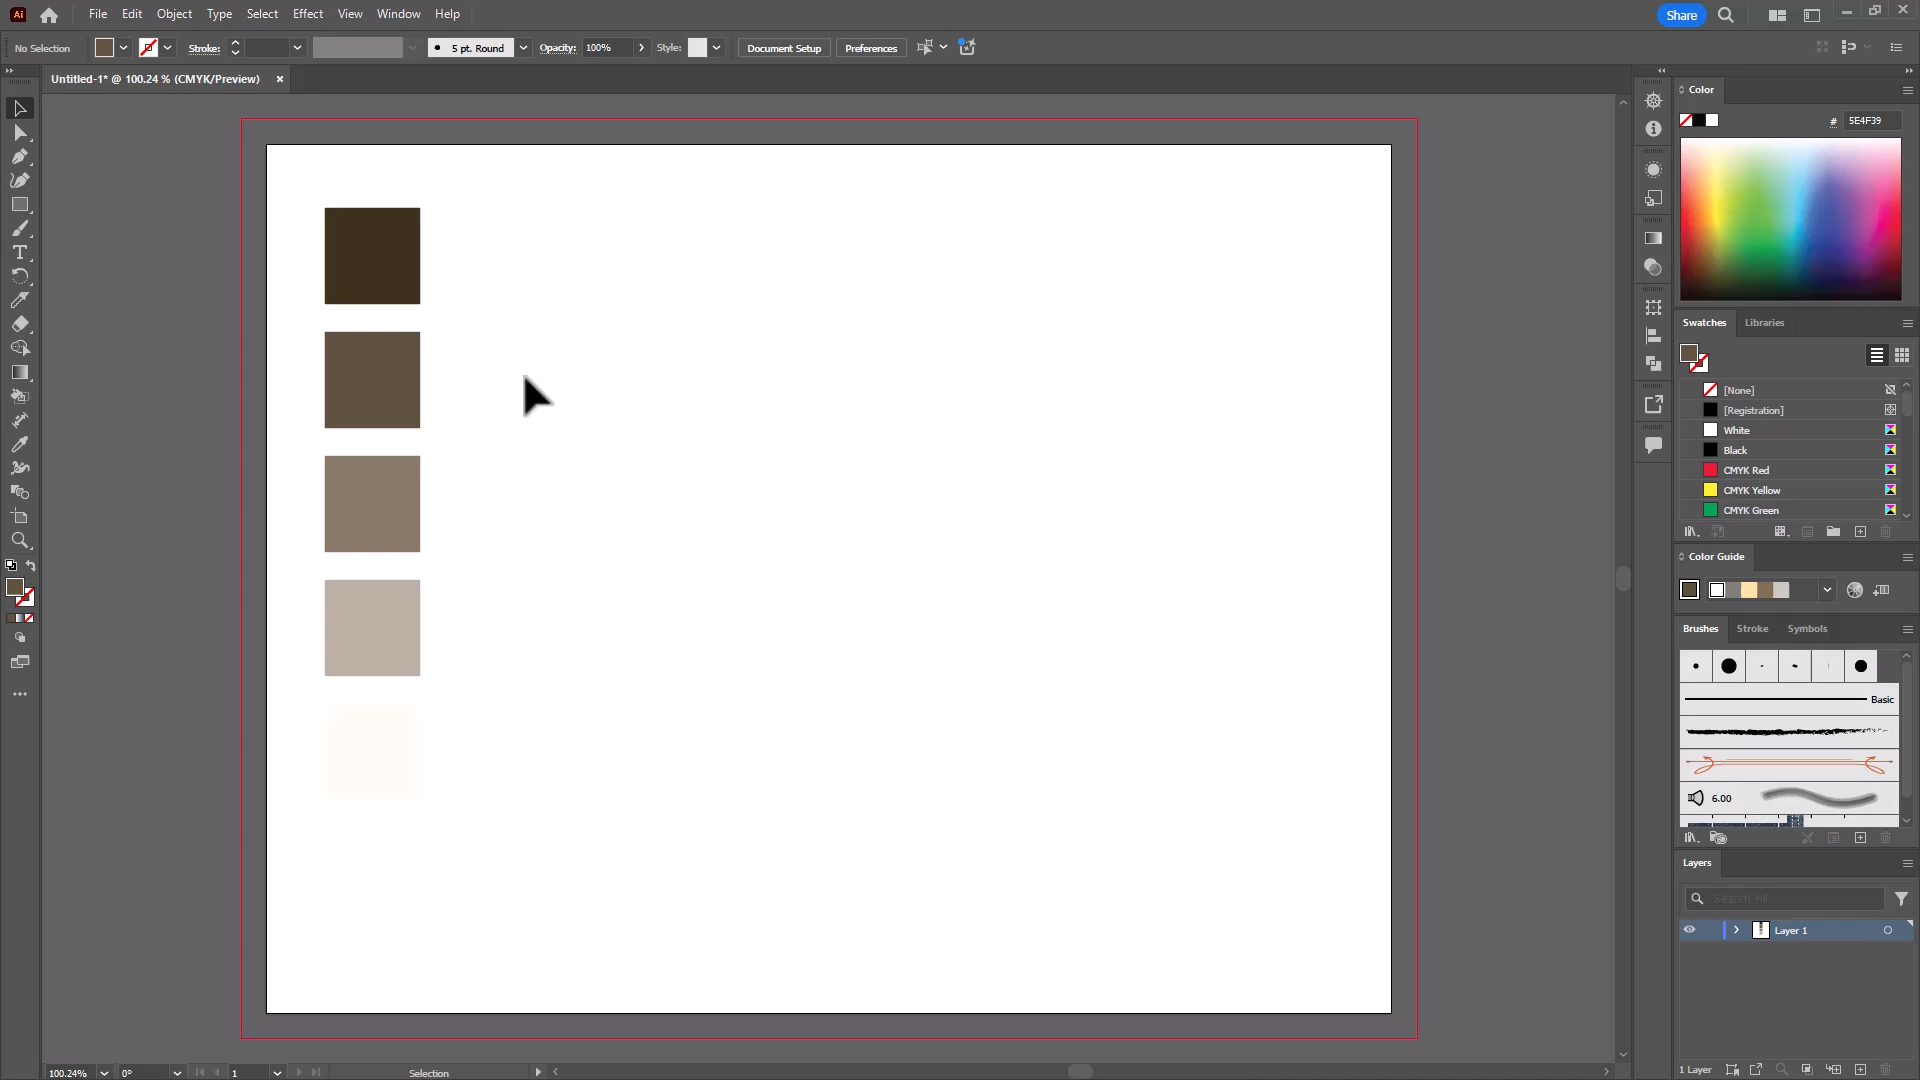 Ai File Edit Object Type Select Effect View Window Help Share
No Selection Stroke: 5 pt. Round Opacity: 100% Style: Document Setup Preferences
Untitled-1* @ 100.24 % (CMYK/Preview) ×
Color
# 5E4F39
Swatches Libraries
[None]
[Registration]
White
Black
CMYK Red
CMYK Yellow
CMYK Green
Color Guide
Brushes Stroke Symbols
Basic
6.00
Layers
Search All
Layer 1
1 Layer
100.24% 0° 1 Selection